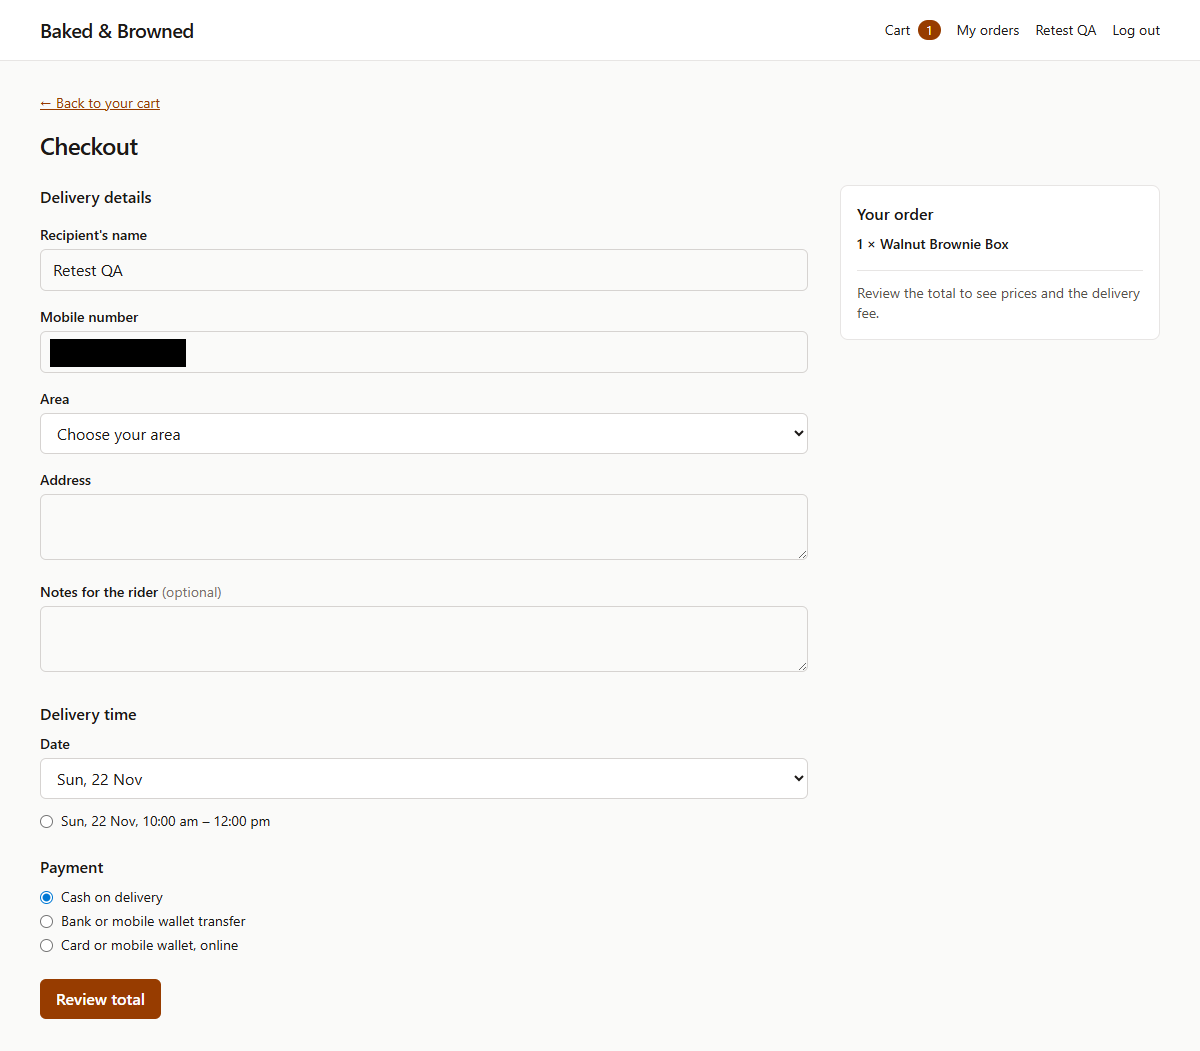 Baked & Browned
Cart 1 My orders Retest QA Log out
← Back to your cart
Checkout
Delivery details
Recipient's name
Retest QA
Mobile number
Area
Choose your area
Address
Notes for the rider (optional)
Delivery time
Date
Sun, 22 Nov
Sun, 22 Nov, 10:00 am – 12:00 pm
Payment
Cash on delivery
Bank or mobile wallet transfer
Card or mobile wallet, online
Review total
Your order
1 × Walnut Brownie Box
Review the total to see prices and the delivery
fee.